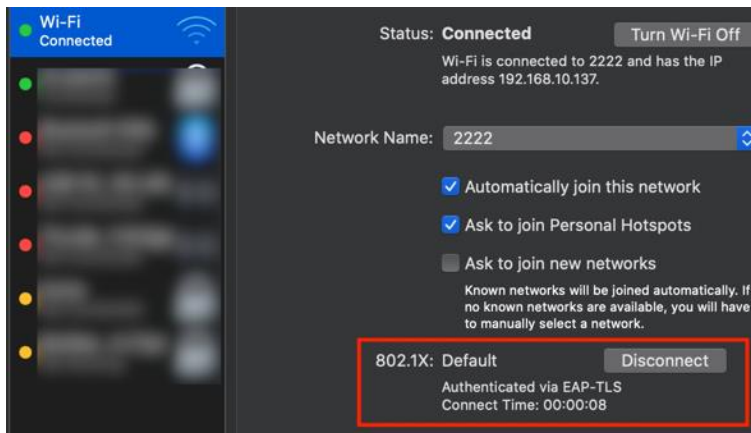 Wi-Fi
Connected
Status: Connected
Turn Wi-Fi Off
Wi-Fi is connected to 2222 and has the IP
address 192.168.10.137.
Network Name: 2222
Automatically join this network
Ask to join Personal Hotspots
Ask to join new networks
Known networks will be joined automatically. If
no known networks are available, you will have
to manually select a network.
802.1X: Default
Disconnect
Authenticated via EAP-TLS
Connect Time: 00:00:08